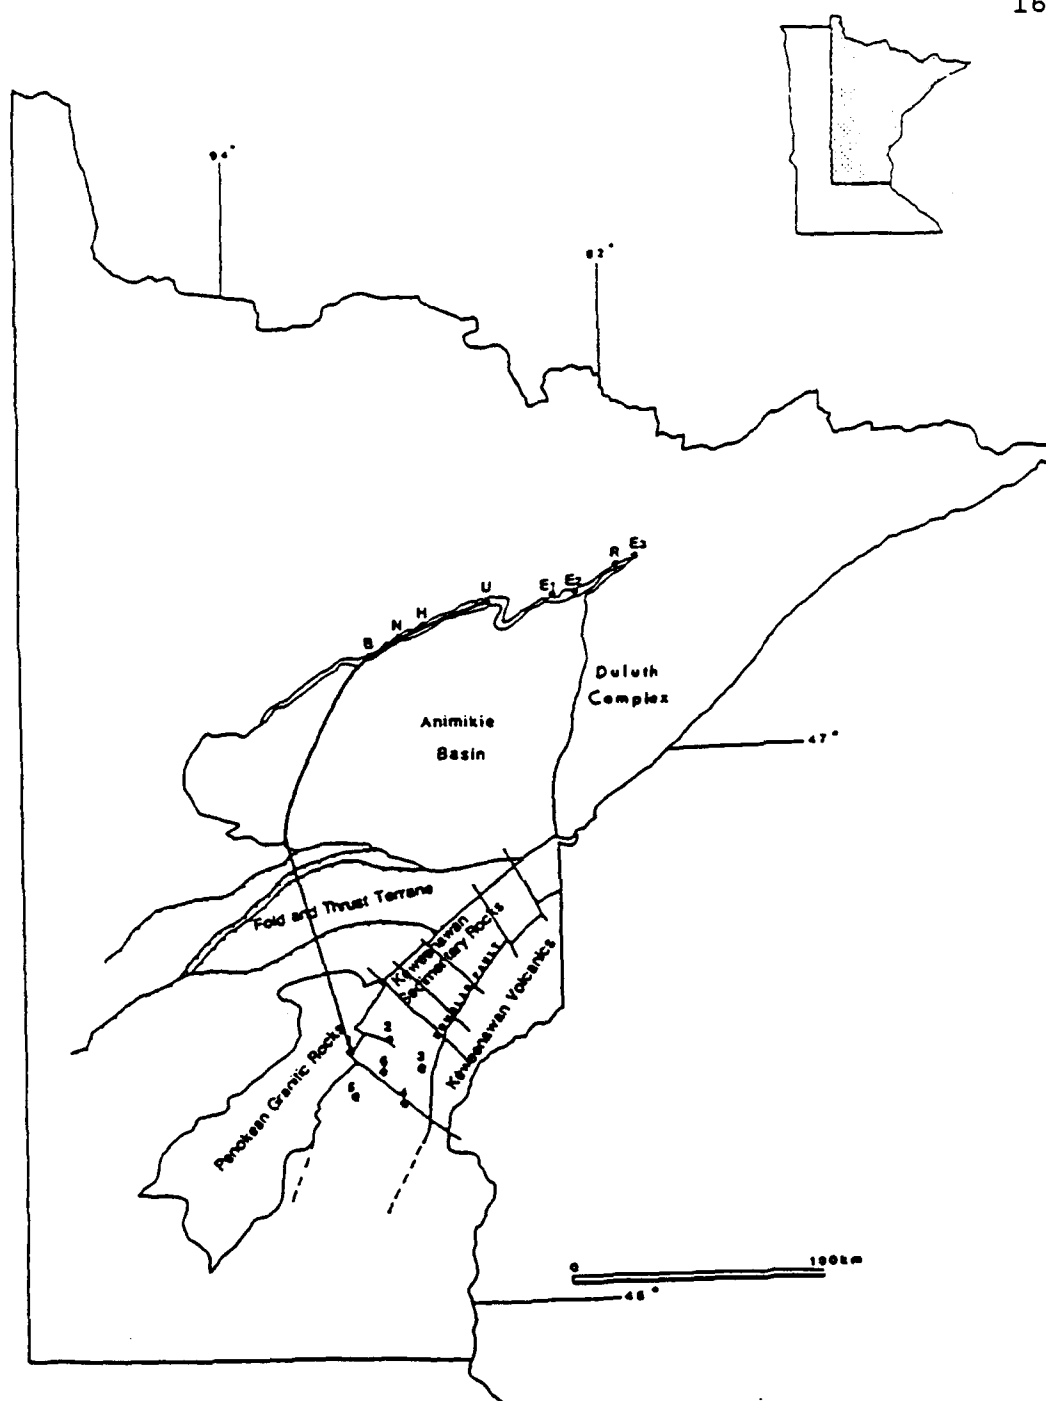 16
94°
92°
E3
R
E2
E1
U
H
N
B
Duluth
Complex
Animikie
Basin
47°
Fold and Thrust Terrane
Keweenawan
Sedimentary Rocks
Keweenawan Volcanics
Penokean Granitic Rocks
2
3
6
5
4
0
100km
46°